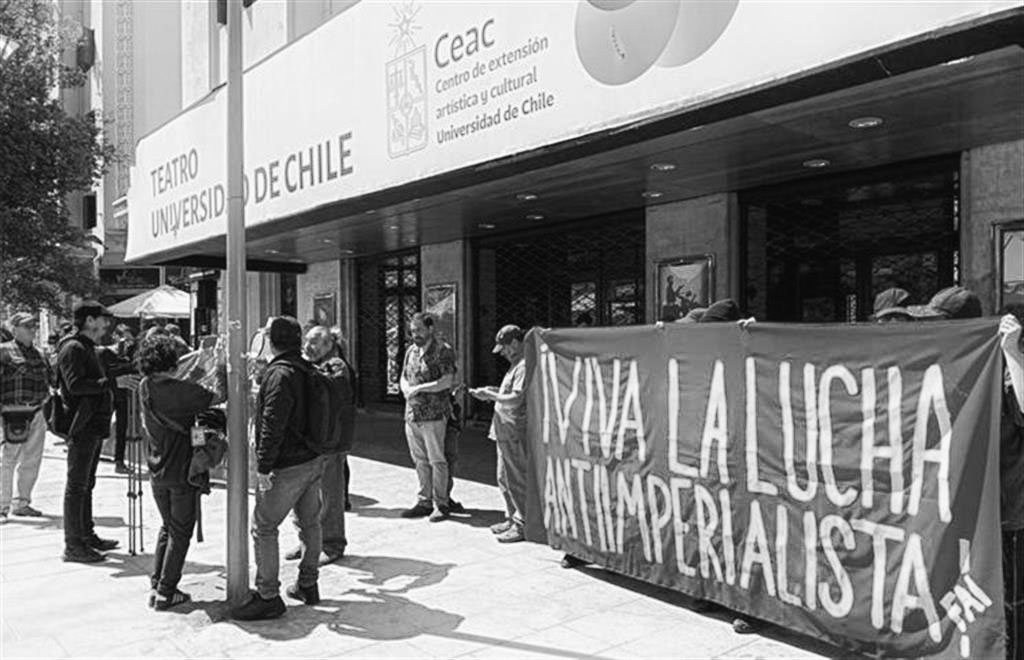 TEATRO
UNIVERSIDAD DE CHILE
Ceac
Centro de extensión
artística y cultural
Universidad de Chile
¡VIVA LA LUCHA
ANTIIMPERIALISTA!
FAI